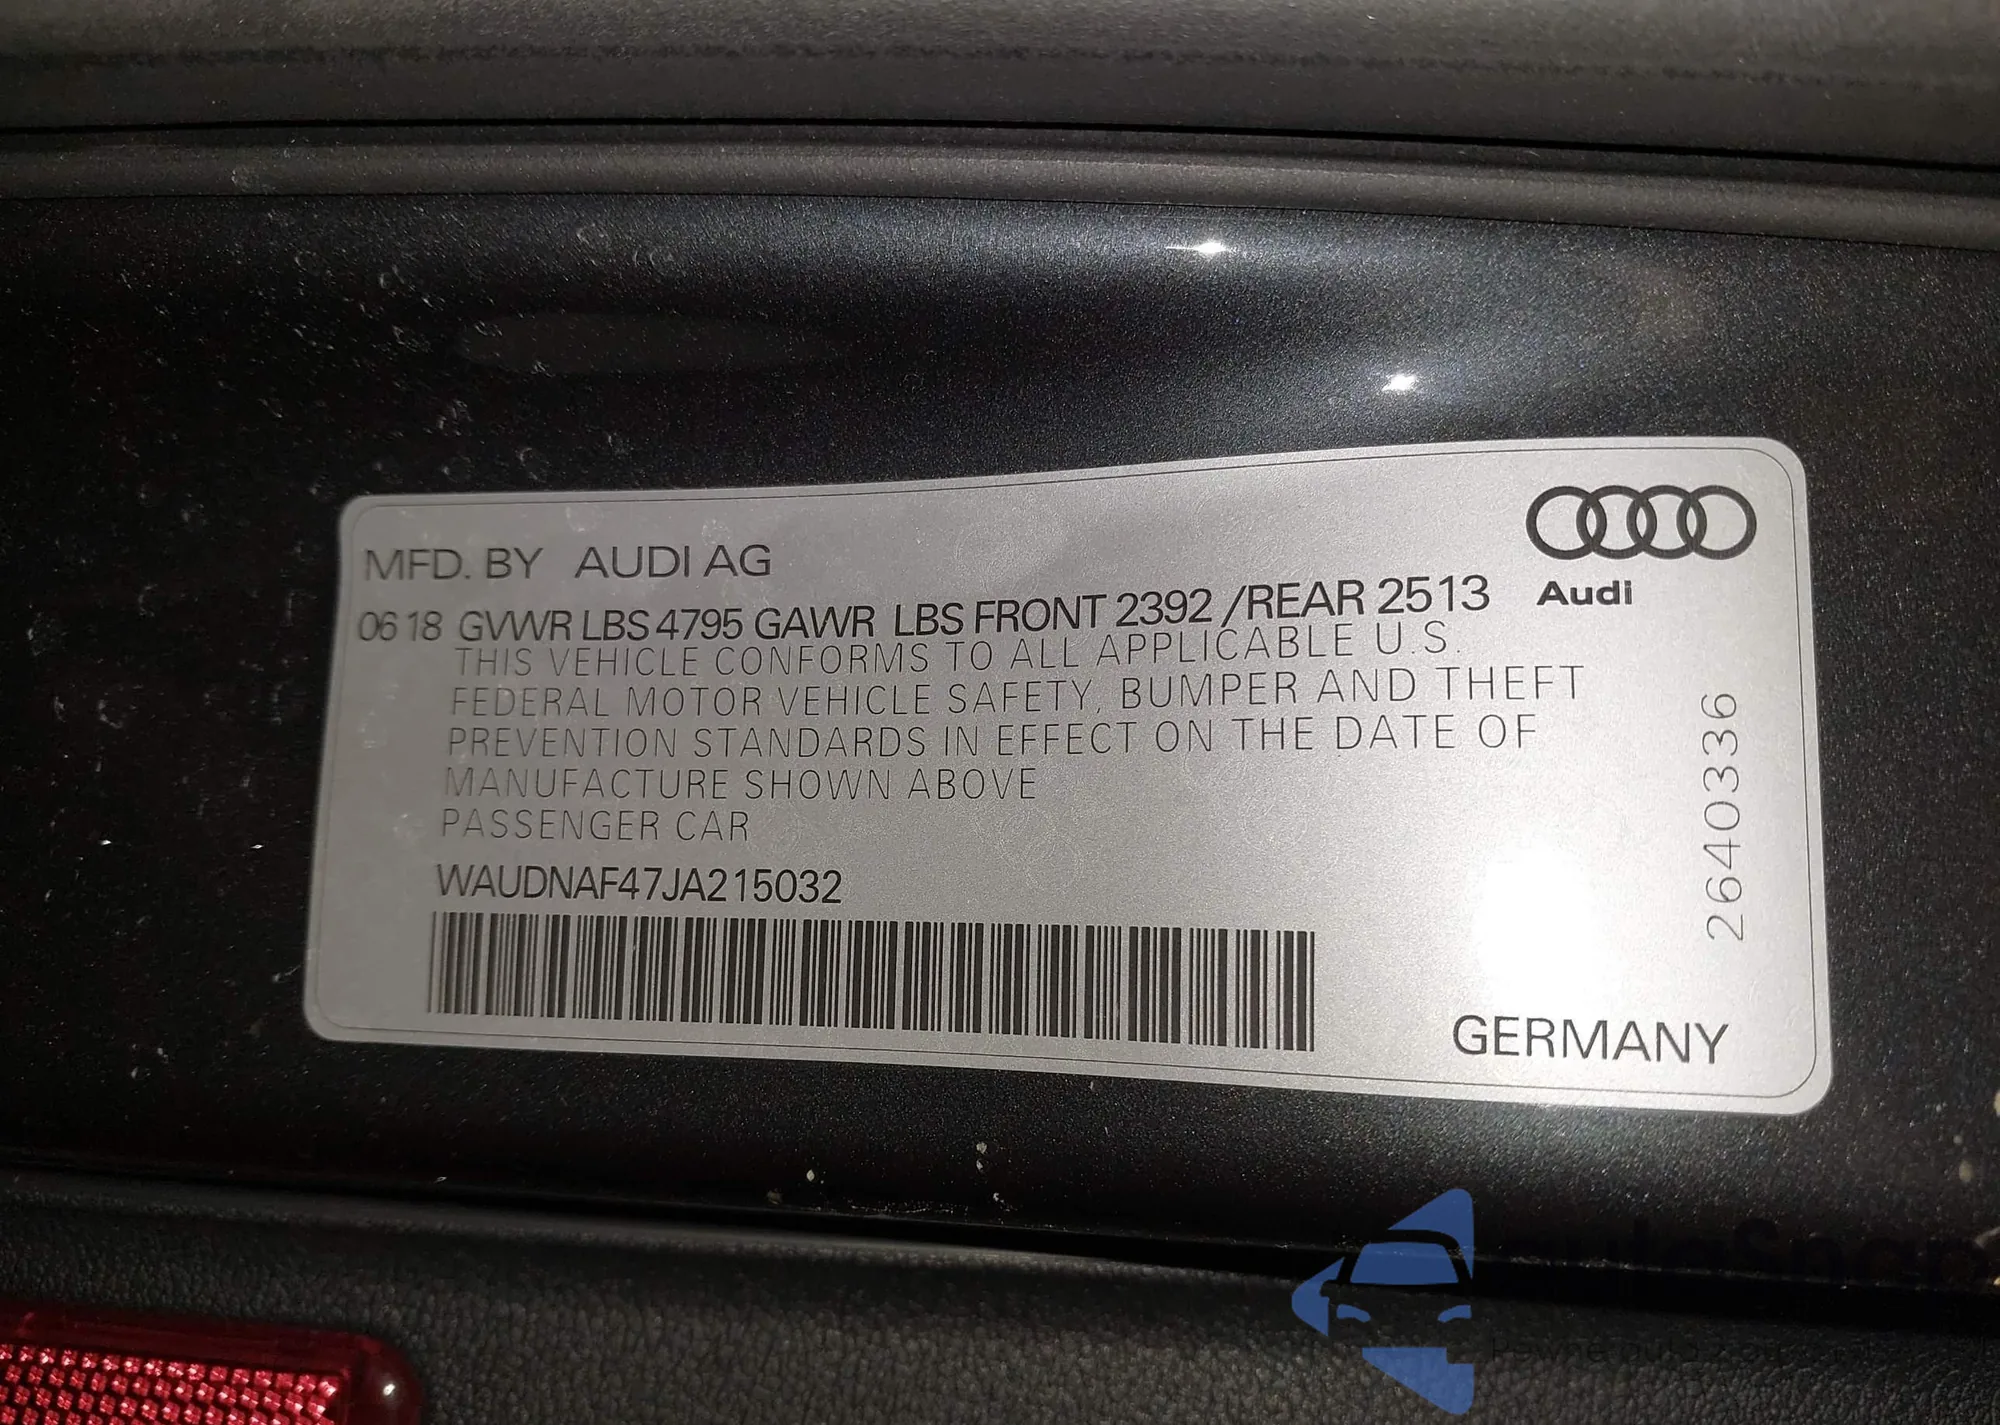 MFD. BY AUDI AG
Audi
06 18 GVWR LBS 4795 GAWR LBS FRONT 2392 /REAR 2513
THIS VEHICLE CONFORMS TO ALL APPLICABLE U.S.
FEDERAL MOTOR VEHICLE SAFETY, BUMPER AND THEFT
PREVENTION STANDARDS IN EFFECT ON THE DATE OF
MANUFACTURE SHOWN ABOVE
PASSENGER CAR
WAUDNAF47JA215032
2640336
GERMANY